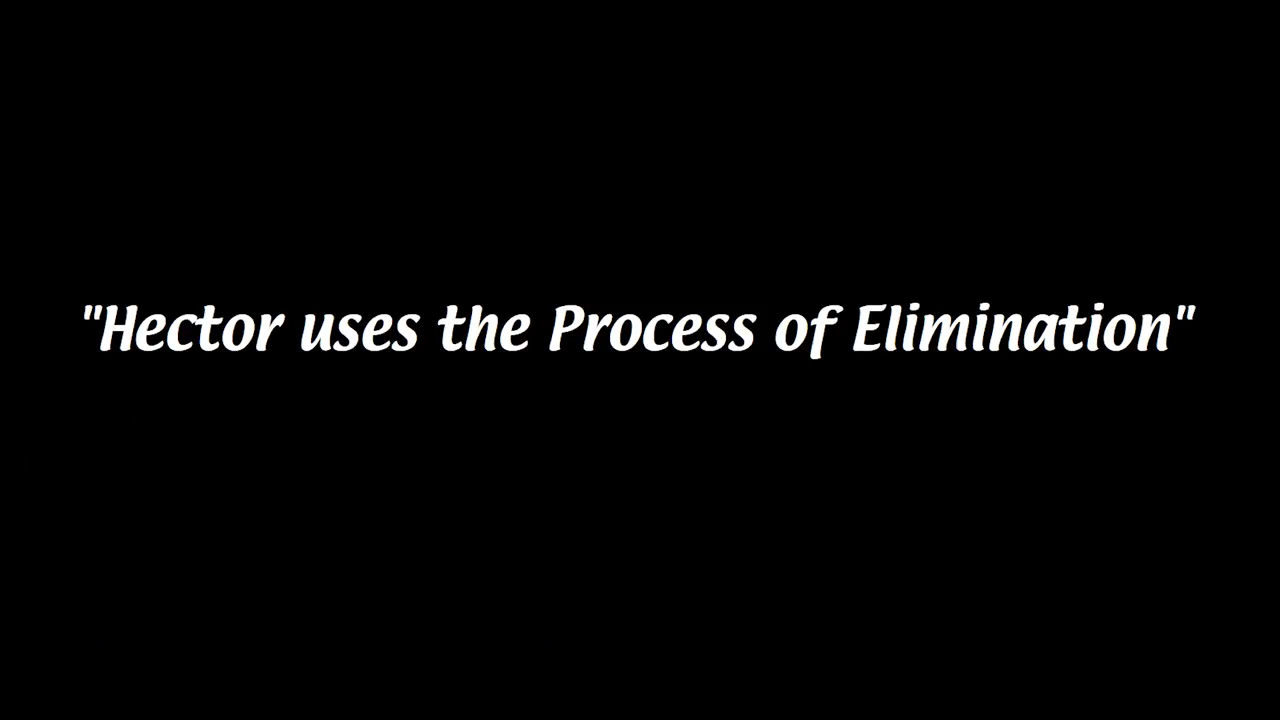 "Hector uses the Process of Elimination"